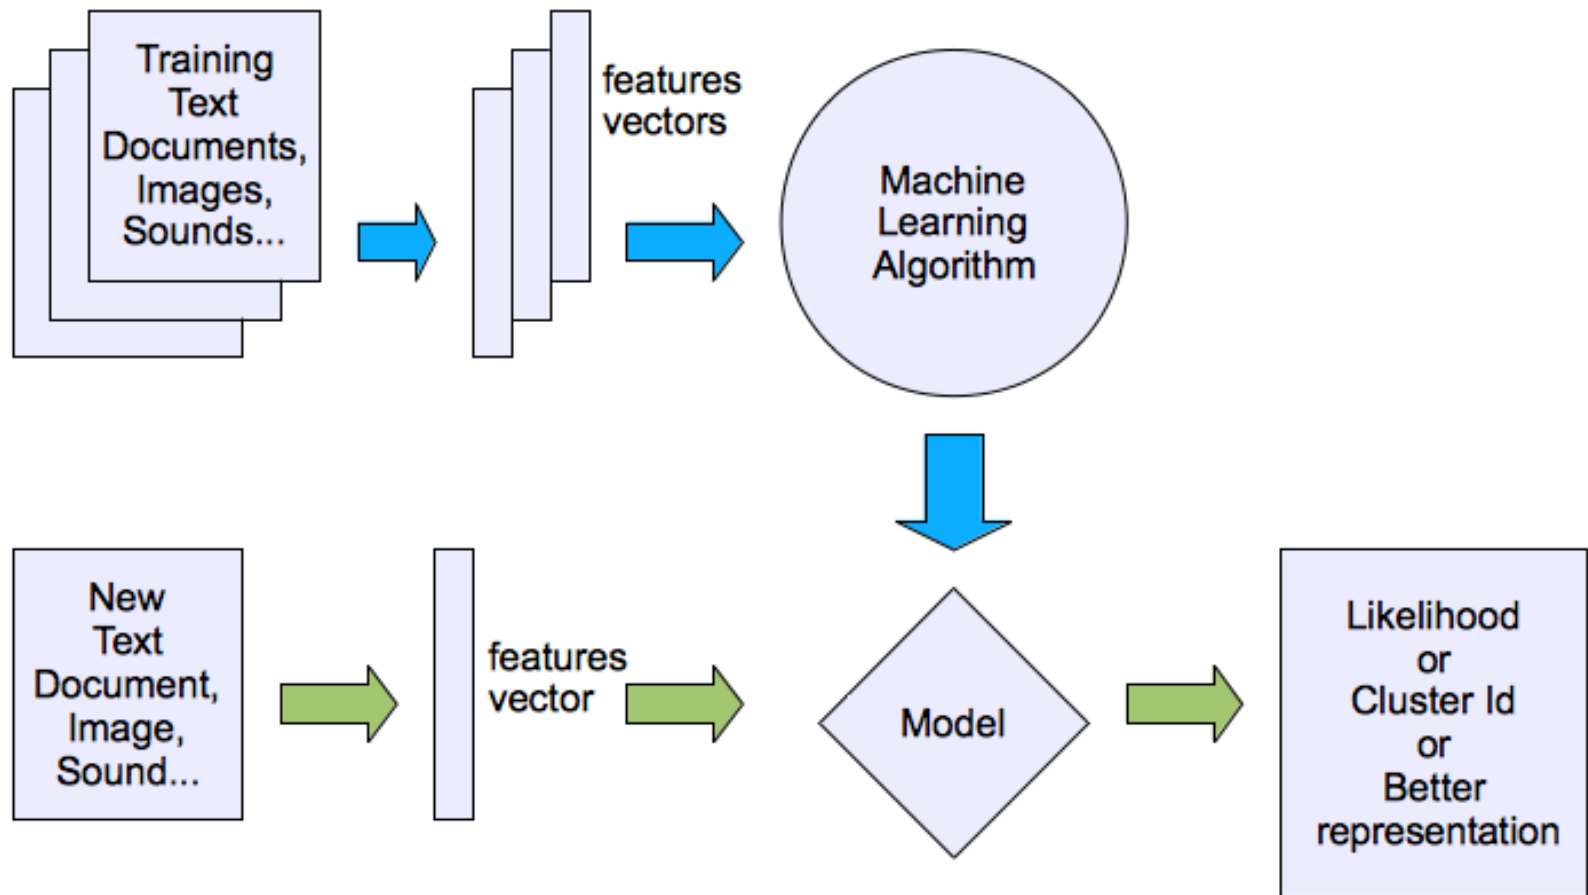 Training
Text
Documents,
Images,
Sounds...
features
vectors
Machine
Learning
Algorithm
New
Text
Document,
Image,
Sound...
features
vector
Model
Likelihood
or
Cluster Id
or
Better
representation